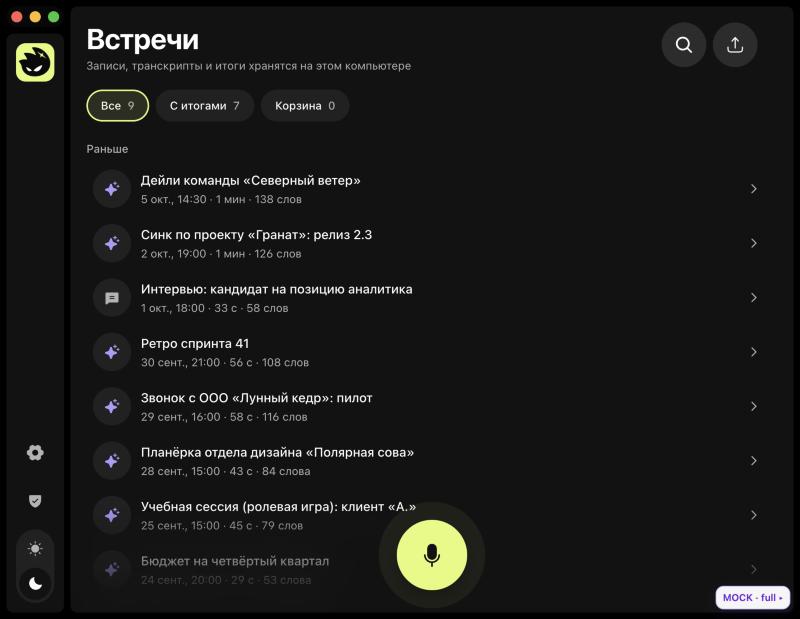 Встречи
Записи, транскрипты и итоги хранятся на этом компьютере
Все 9 С итогами 7 Корзина 0
Раньше
Дейли команды «Северный ветер»
5 окт., 14:30 · 1 мин · 138 слов
Синк по проекту «Гранат»: релиз 2.3
2 окт., 19:00 · 1 мин · 126 слов
Интервью: кандидат на позицию аналитика
1 окт., 18:00 · 33 с · 58 слов
Ретро спринта 41
30 сент., 21:00 · 56 с · 108 слов
Звонок с ООО «Лунный кедр»: пилот
29 сент., 16:00 · 58 с · 116 слов
Планёрка отдела дизайна «Полярная сова»
28 сент., 15:00 · 43 с · 84 слова
Учебная сессия (ролевая игра): клиент «А.»
25 сент., 15:00 · 45 с · 79 слов
Бюджет на четвёртый квартал
24 сент., 20:00 · 29 с · 53 слова
MOCK · full ▸